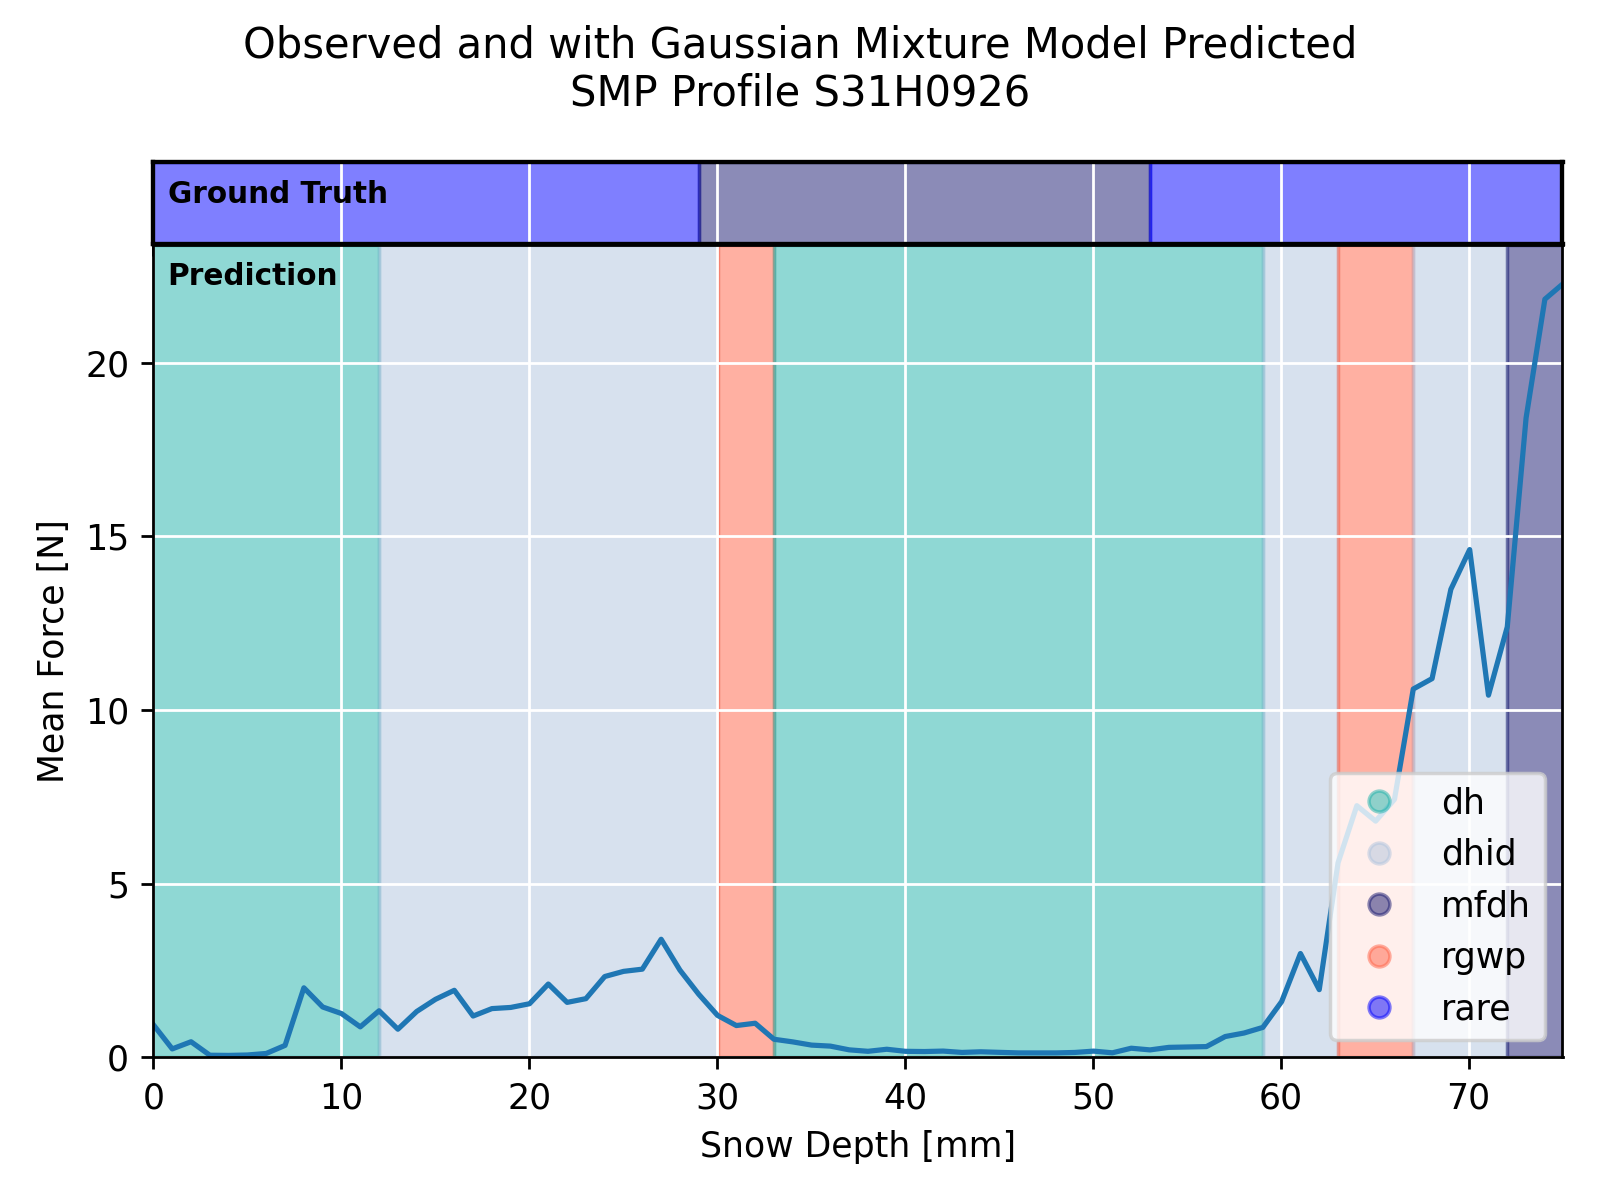 Observed and with Gaussian Mixture Model Predicted
SMP Profile S31H0926
Ground Truth
Prediction
Mean Force [N]
20
15
10
5
0
dh
dhid
mfdh
rgwp
rare
0 10 20 30 40 50 60 70
Snow Depth [mm]